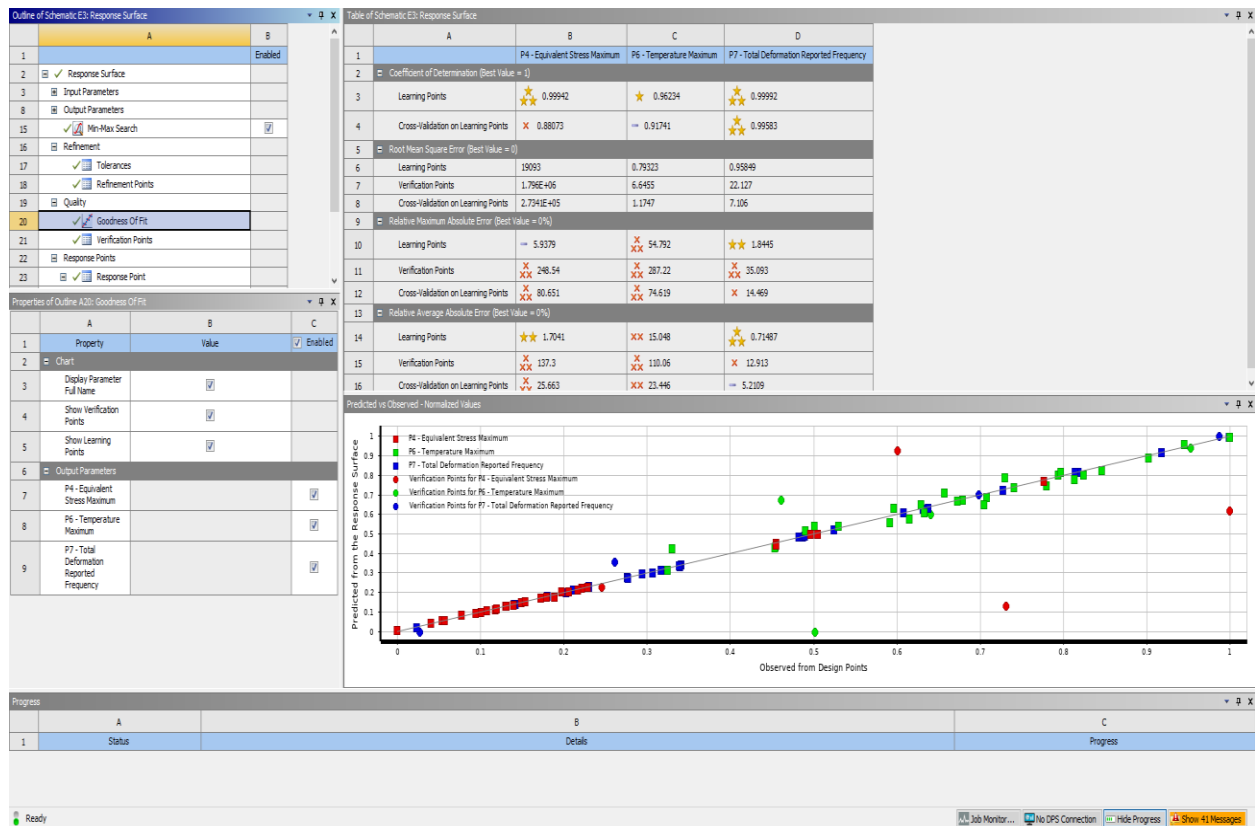 Outline of Schematic E3: Response Surface
A B
1 Enabled
2 Response Surface
3 Input Parameters
8 Output Parameters
15 Min-Max Search
16 Refinement
17 Tolerances
18 Refinement Points
19 Quality
20 Goodness Of Fit
21 Verification Points
22 Response Points
23 Response Point
Properties of Outline A20: Goodness Of Fit
A B C
1 Property Value Enabled
2 Chart
3 Display Parameter
Full Name
4 Show Verification
Points
5 Show Learning
Points
6 Output Parameters
7 P4 - Equivalent
Stress Maximum
8 P6 - Temperature
Maximum
9 P7 - Total
Deformation
Reported
Frequency
Table of Schematic E3: Response Surface
A B C D
1 P4 - Equivalent Stress Maximum P6 - Temperature Maximum P7 - Total Deformation Reported Frequency
2 Coefficient of Determination (Best Value = 1)
3 Learning Points 0.99942 0.96234 0.99992
4 Cross-Validation on Learning Points 0.88073 0.91741 0.99583
5 Root Mean Square Error (Best Value = 0)
6 Learning Points 19093 0.79323 0.95849
7 Verification Points 1.796E+06 6.6455 22.127
8 Cross-Validation on Learning Points 2.7341E+05 1.1747 7.106
9 Relative Maximum Absolute Error (Best Value = 0%)
10 Learning Points 5.9379 54.792 1.8445
11 Verification Points 248.54 287.22 35.093
12 Cross-Validation on Learning Points 80.651 74.619 14.469
13 Relative Average Absolute Error (Best Value = 0%)
14 Learning Points 1.7041 15.048 0.71487
15 Verification Points 137.3 110.06 12.913
16 Cross-Validation on Learning Points 25.663 23.446 5.2109
Predicted vs Observed - Normalized Values
Predicted from the Response Surface
P4 - Equivalent Stress Maximum
P6 - Temperature Maximum
P7 - Total Deformation Reported Frequency
Verification Points for P4 - Equivalent Stress Maximum
Verification Points for P6 - Temperature Maximum
Verification Points for P7 - Total Deformation Reported Frequency
1
0.9
0.8
0.7
0.6
0.5
0.4
0.3
0.2
0.1
0
0 0.1 0.2 0.3 0.4 0.5 0.6 0.7 0.8 0.9 1
Observed from Design Points
Progress
A B C
1 Status Details Progress
Ready
Job Monitor... No DPS Connection Hide Progress Show 41 Messages